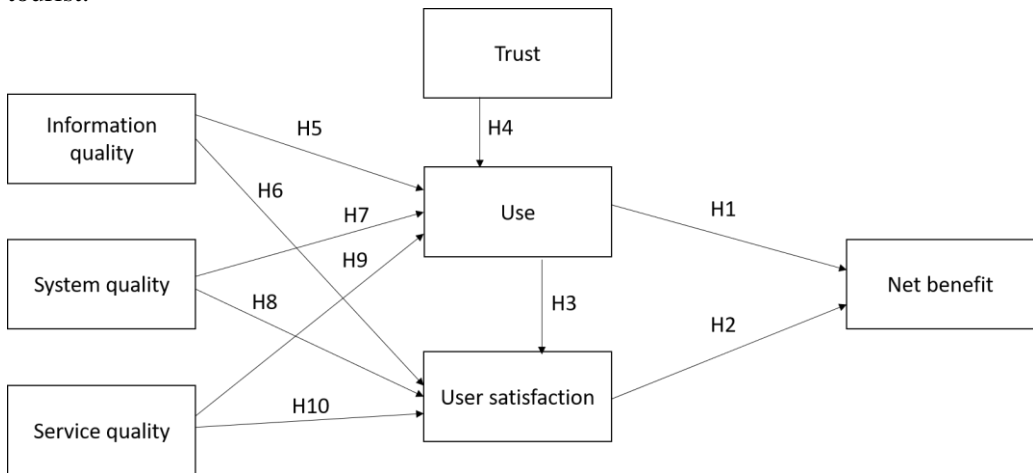 tourist.
Trust
Information
quality
H5
H4
H6
Use
H1
H7
H9
System quality
Net benefit
H8
H3
H2
User satisfaction
H10
Service quality